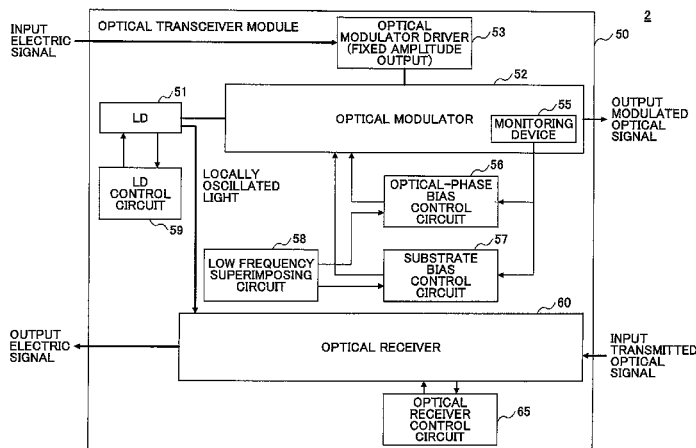 2
OPTICAL TRANSCEIVER MODULE
50
INPUT
ELECTRIC
SIGNAL
OPTICAL
MODULATOR DRIVER
(FIXED AMPLITUDE
OUTPUT)
53
52
51
LD
OPTICAL MODULATOR
55
MONITORING
DEVICE
OUTPUT
MODULATED
OPTICAL
SIGNAL
LD
CONTROL
CIRCUIT
59
LOCALLY
OSCILLATED
LIGHT
56
OPTICAL-PHASE
BIAS
CONTROL
CIRCUIT
58
LOW FREQUENCY
SUPERIMPOSING
CIRCUIT
57
SUBSTRATE
BIAS
CONTROL
CIRCUIT
60
OUTPUT
ELECTRIC
SIGNAL
OPTICAL RECEIVER
INPUT
TRANSMITTED
OPTICAL
SIGNAL
OPTICAL
RECEIVER
CONTROL
CIRCUIT
65